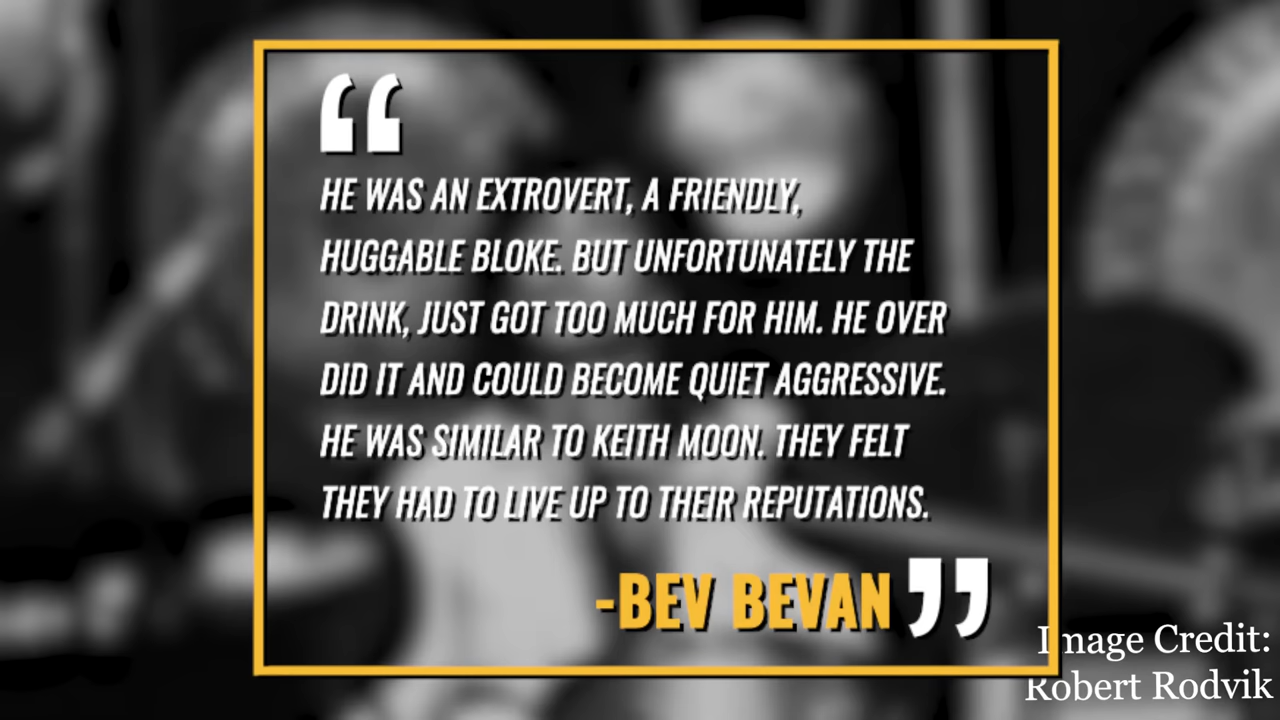 “
HE WAS AN EXTROVERT, A FRIENDLY,
HUGGABLE BLOKE. BUT UNFORTUNATELY THE
DRINK, JUST GOT TOO MUCH FOR HIM. HE OVER
DID IT AND COULD BECOME QUIET AGGRESSIVE.
HE WAS SIMILAR TO KEITH MOON. THEY FELT
THEY HAD TO LIVE UP TO THEIR REPUTATIONS.
-BEV BEVAN ”
Image Credit:
Robert Rodvik